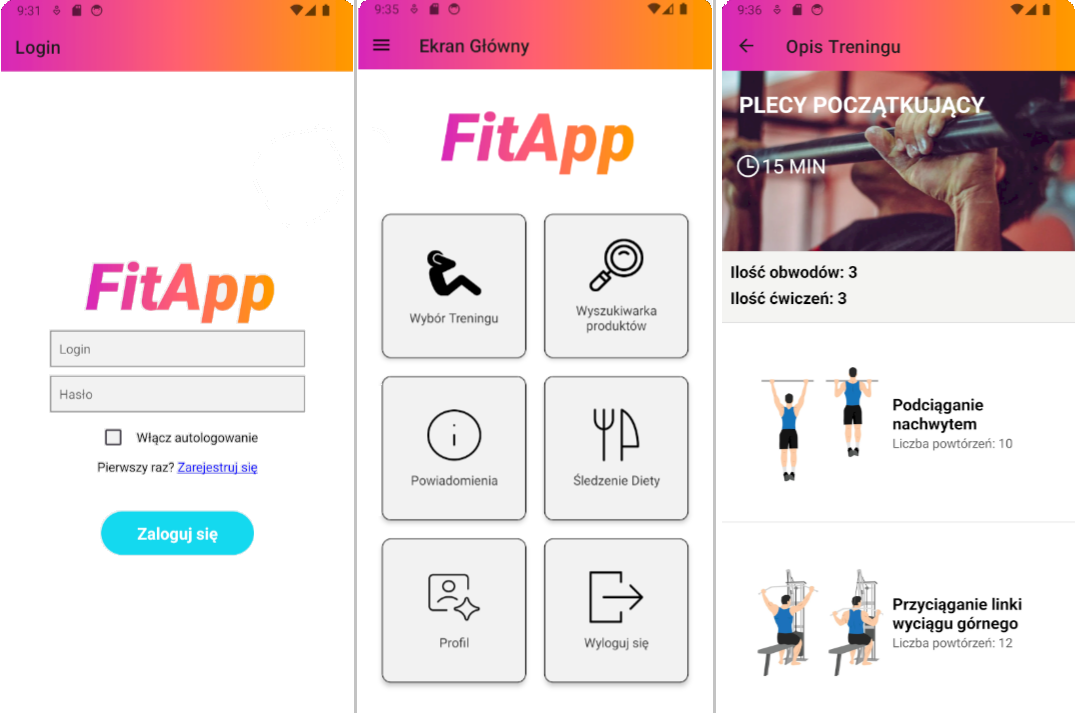 9:31
Login
FitApp
Login
Hasło
Włącz autologowanie
Pierwszy raz? Zarejestruj się
Zaloguj się
9:35
Ekran Główny
FitApp
Wybór Treningu
Wyszukiwarka
produktów
Powiadomienia
Śledzenie Diety
Profil
Wyloguj się
9:36
Opis Treningu
PLECY POCZĄTKUJĄCY
15 MIN
Ilość obwodów: 3
Ilość ćwiczeń: 3
Podciąganie
nachwytem
Liczba powtórzeń: 10
Przyciąganie linki
wyciągu górnego
Liczba powtórzeń: 12